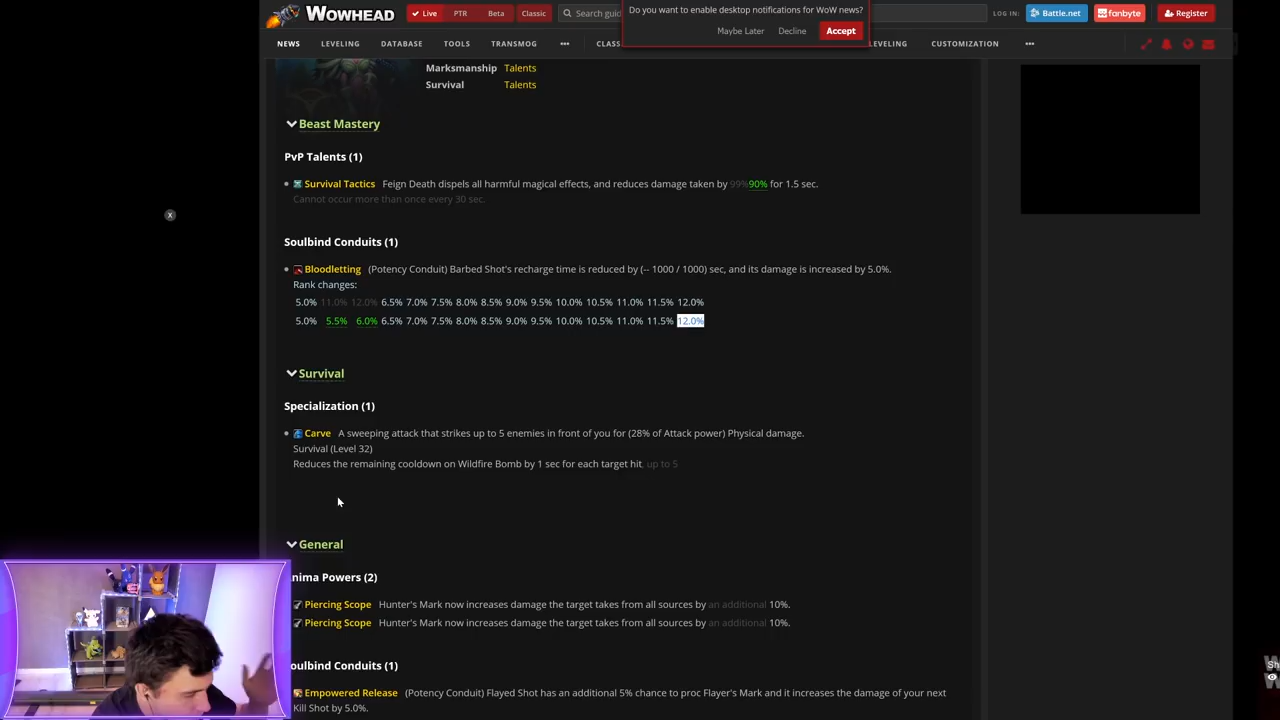 WOWHEAD
Live PTR Beta Classic
Search guid
Do you want to enable desktop notifications for WoW news?
Maybe Later Decline Accept
LOG IN: Battle.net fanbyte Register
NEWS LEVELING DATABASE TOOLS TRANSMOG ••• CLASS LEVELING CUSTOMIZATION •••
Marksmanship Talents
Survival Talents
Beast Mastery
PvP Talents (1)
Survival Tactics Feign Death dispels all harmful magical effects, and reduces damage taken by 99%90% for 1.5 sec.
Cannot occur more than once every 30 sec.
X
Soulbind Conduits (1)
Bloodletting (Potency Conduit) Barbed Shot's recharge time is reduced by (-- 1000 / 1000) sec, and its damage is increased by 5.0%.
Rank changes:
5.0% 11.0% 12.0% 6.5% 7.0% 7.5% 8.0% 8.5% 9.0% 9.5% 10.0% 10.5% 11.0% 11.5% 12.0%
5.0% 5.5% 6.0% 6.5% 7.0% 7.5% 8.0% 8.5% 9.0% 9.5% 10.0% 10.5% 11.0% 11.5% 12.0%
Survival
Specialization (1)
Carve A sweeping attack that strikes up to 5 enemies in front of you for (28% of Attack power) Physical damage.
Survival (Level 32)
Reduces the remaining cooldown on Wildfire Bomb by 1 sec for each target hit. up to 5
General
nima Powers (2)
Piercing Scope Hunter's Mark now increases damage the target takes from all sources by an additional 10%.
Piercing Scope Hunter's Mark now increases damage the target takes from all sources by an additional 10%.
oulbind Conduits (1)
Sh
Empowered Release (Potency Conduit) Flayed Shot has an additional 5% chance to proc Flayer's Mark and it increases the damage of your next
Kill Shot by 5.0%.